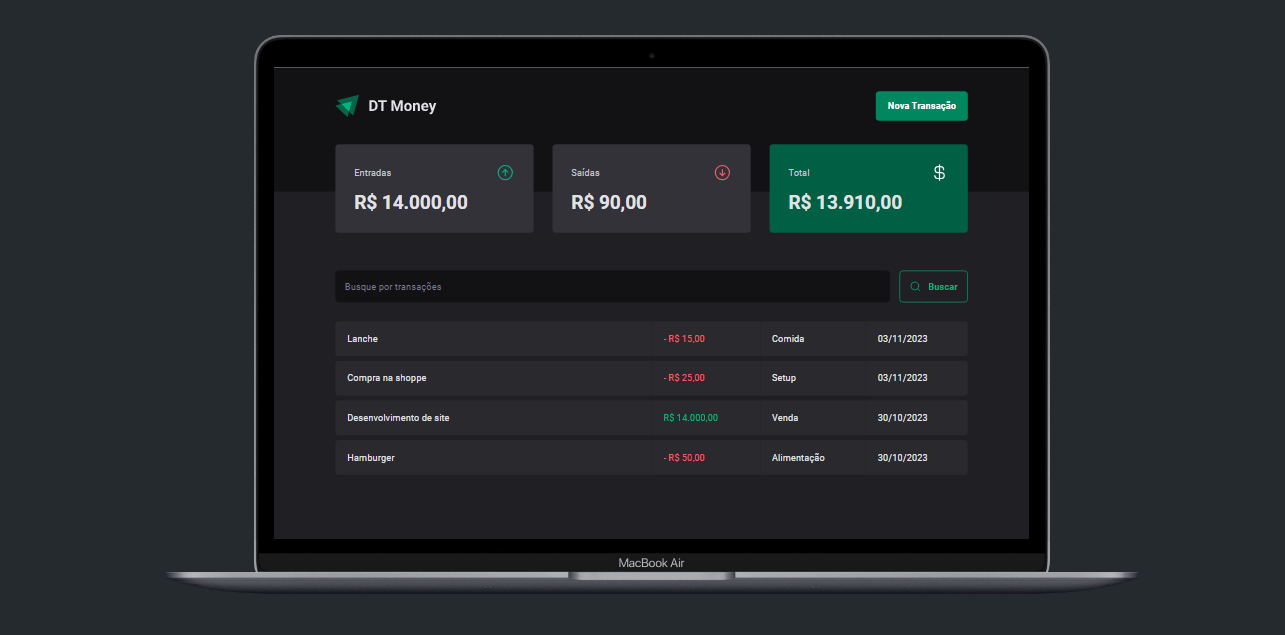 DT Money
Nova Transação
Entradas
R$ 14.000,00
Saídas
R$ 90,00
Total
$
R$ 13.910,00
Busque por transações
Buscar
Lanche - R$ 15,00 Comida 03/11/2023
Compra na shoppe - R$ 25,00 Setup 03/11/2023
Desenvolvimento de site R$ 14.000,00 Venda 30/10/2023
Hamburger - R$ 50,00 Alimentação 30/10/2023
MacBook Air